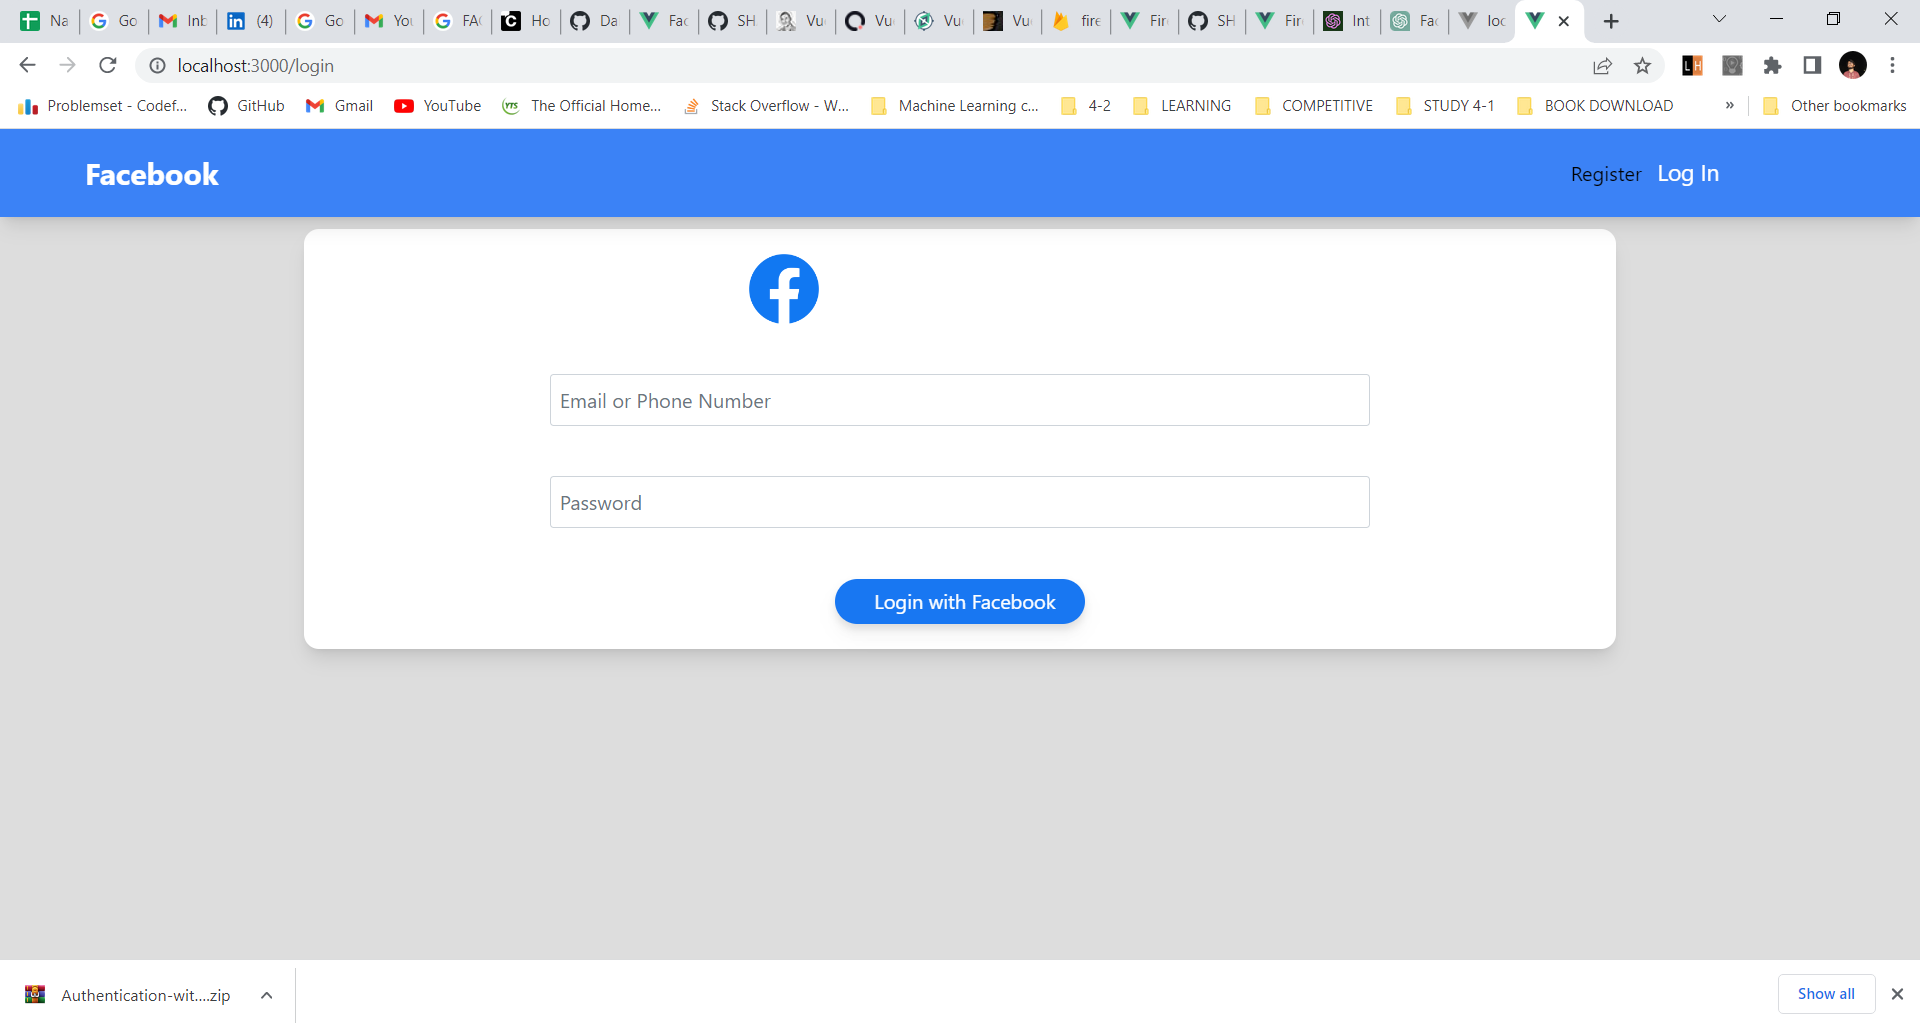 Na Go Inb (4) Go You FAC Ho Da Fac SH Vu Vu Vu Vu fire Fir SH Fir Int Fac loc
localhost:3000/login
Problemset - Codef... GitHub Gmail YouTube The Official Home... Stack Overflow - W... Machine Learning c... 4-2 LEARNING COMPETITIVE STUDY 4-1 BOOK DOWNLOAD » Other bookmarks
Facebook Register Log In
Email or Phone Number
Password
Login with Facebook
Authentication-wit....zip Show all